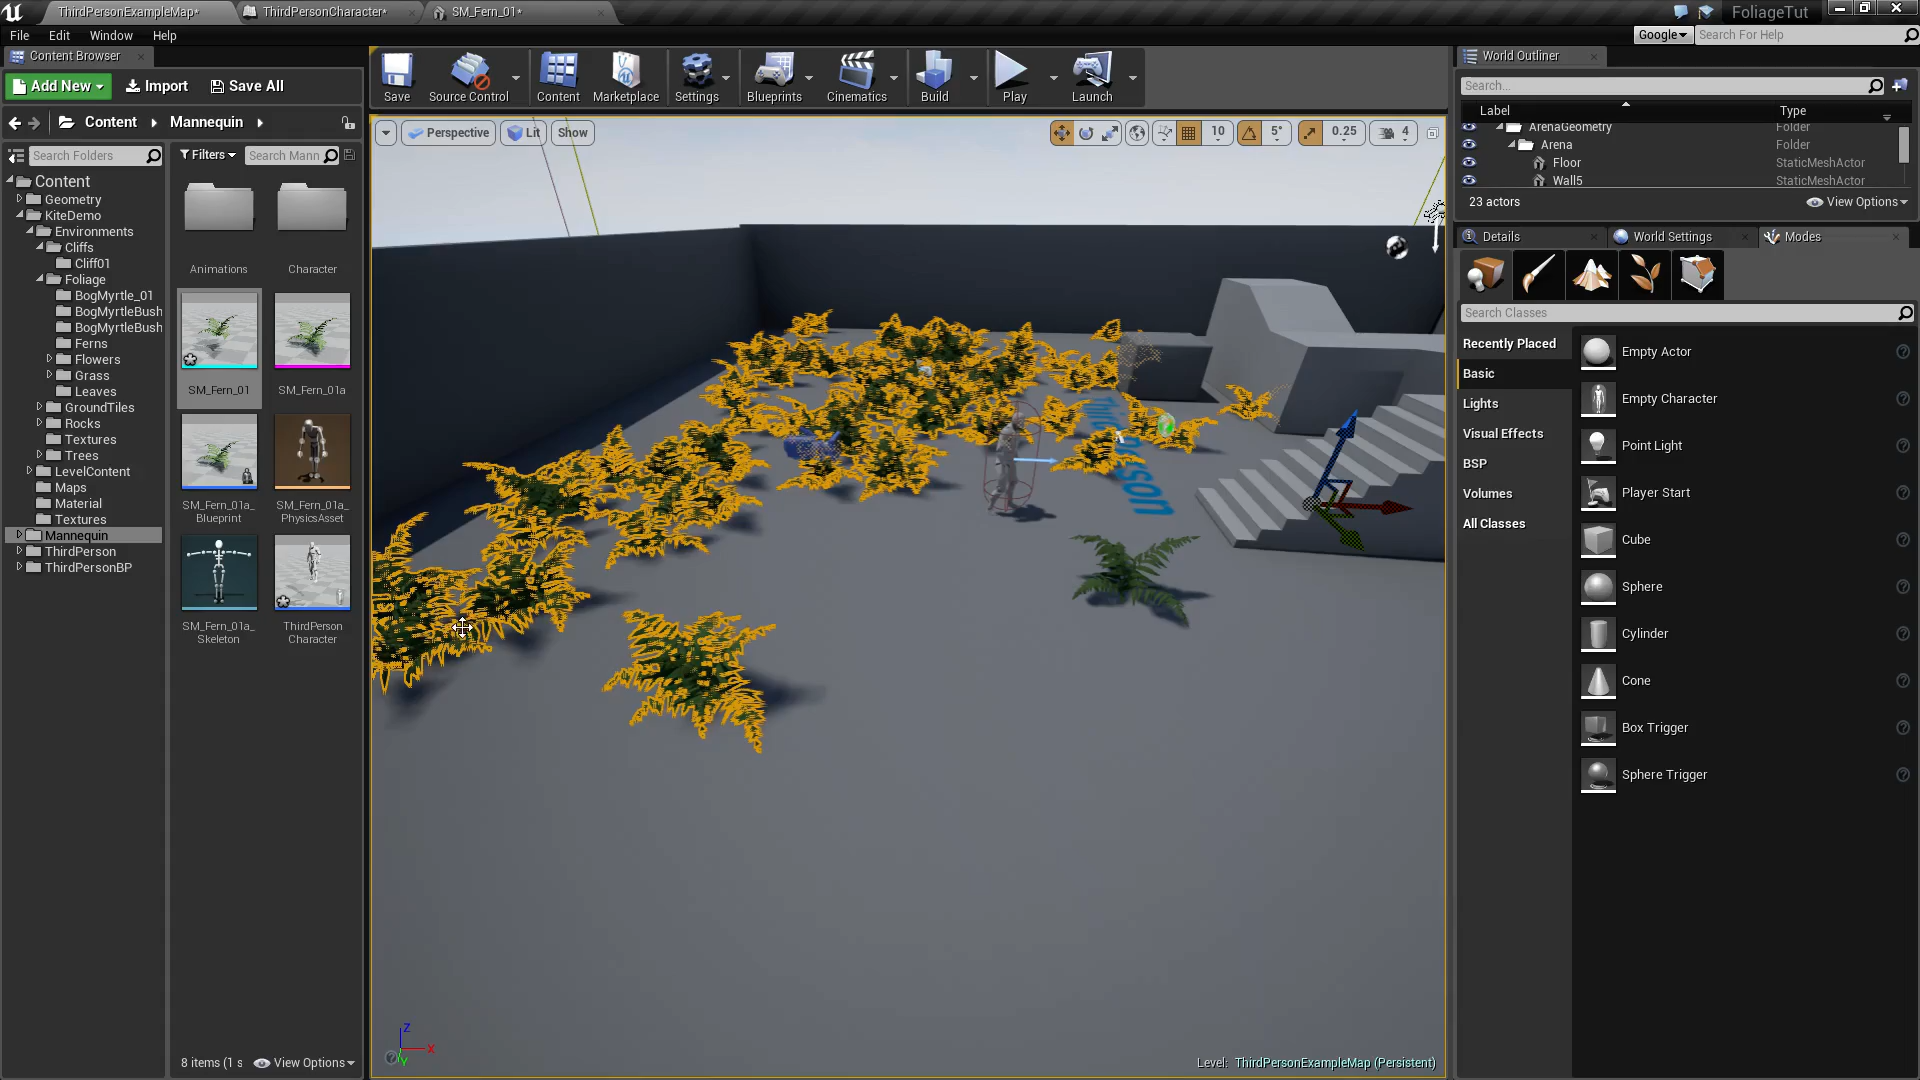 ThirdPersonExampleMap*
ThirdPersonCharacter*
SM_Fern_01*
FoliageTut
File Edit Window Help
Google
Search For Help
Content Browser
Add New Import Save All
Content Mannequin
Search Folders
Filters
Search Mann
Content
Geometry
KiteDemo
Environments
Cliffs
Cliff01
Foliage
BogMyrtle_01
BogMyrtleBush
BogMyrtleBush
Ferns
Flowers
Grass
Leaves
GroundTiles
Rocks
Textures
Trees
LevelContent
Maps
Material
Textures
Mannequin
ThirdPerson
ThirdPersonBP
Animations
Character
SM_Fern_01
SM_Fern_01a
SM_Fern_01a_
Blueprint
SM_Fern_01a_
PhysicsAsset
SM_Fern_01a_
Skeleton
ThirdPerson
Character
8 items (1 s
View Options
Save
Source Control
Content
Marketplace
Settings
Blueprints
Cinematics
Build
Play
Launch
Perspective
Lit
Show
10
5°
0.25
4
Z
X
Y
Level: ThirdPersonExampleMap (Persistent)
World Outliner
Search...
Label Type
ArenaGeometry Folder
Arena Folder
Floor StaticMeshActor
Wall5 StaticMeshActor
23 actors
View Options
Details
World Settings
Modes
Search Classes
Recently Placed
Basic
Lights
Visual Effects
BSP
Volumes
All Classes
Empty Actor
Empty Character
Point Light
Player Start
Cube
Sphere
Cylinder
Cone
Box Trigger
Sphere Trigger